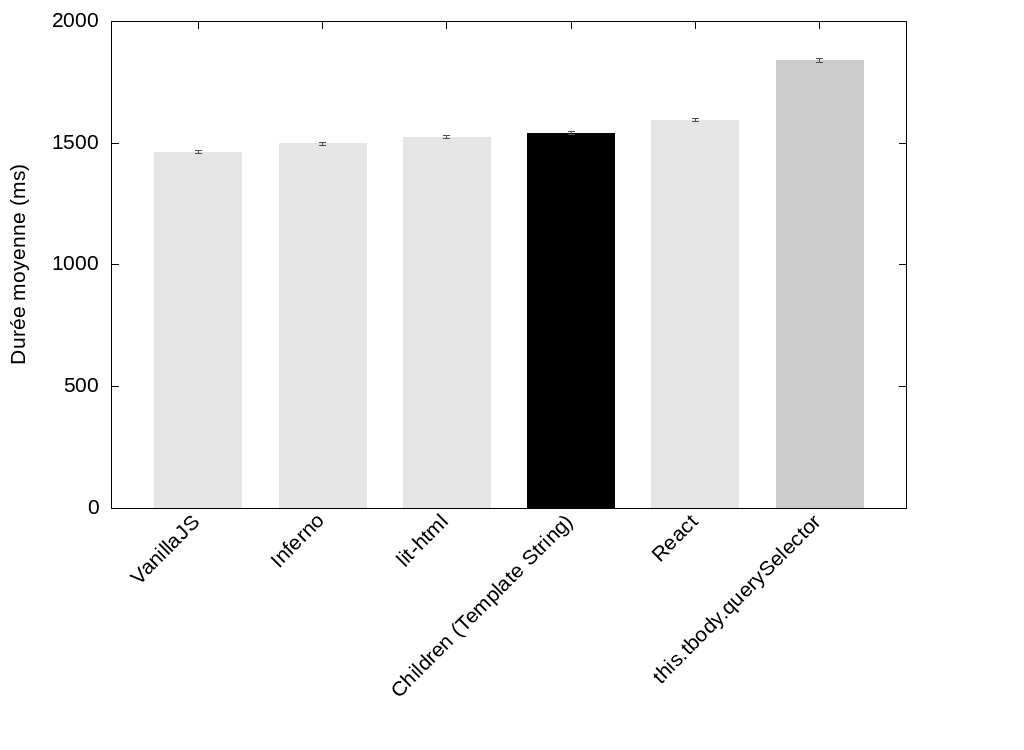 2000
1500
1000
500
0
Durée moyenne (ms)
VanillaJS
Inferno
lit-html
Children (Template String)
React
this.tbody.querySelector